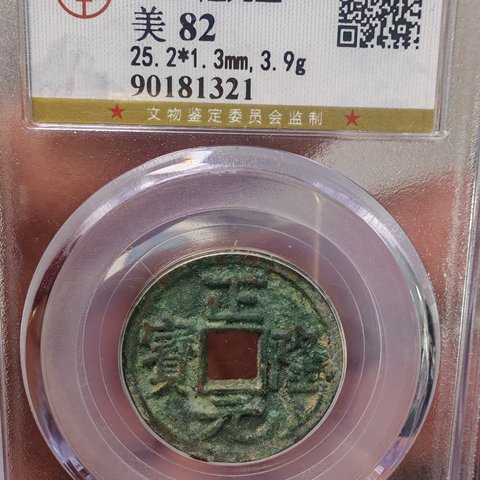 美 82
25.2*1.3mm,3.9g
90181321
★ 文物鉴定委员会监制 ★
正
寶 隆
元